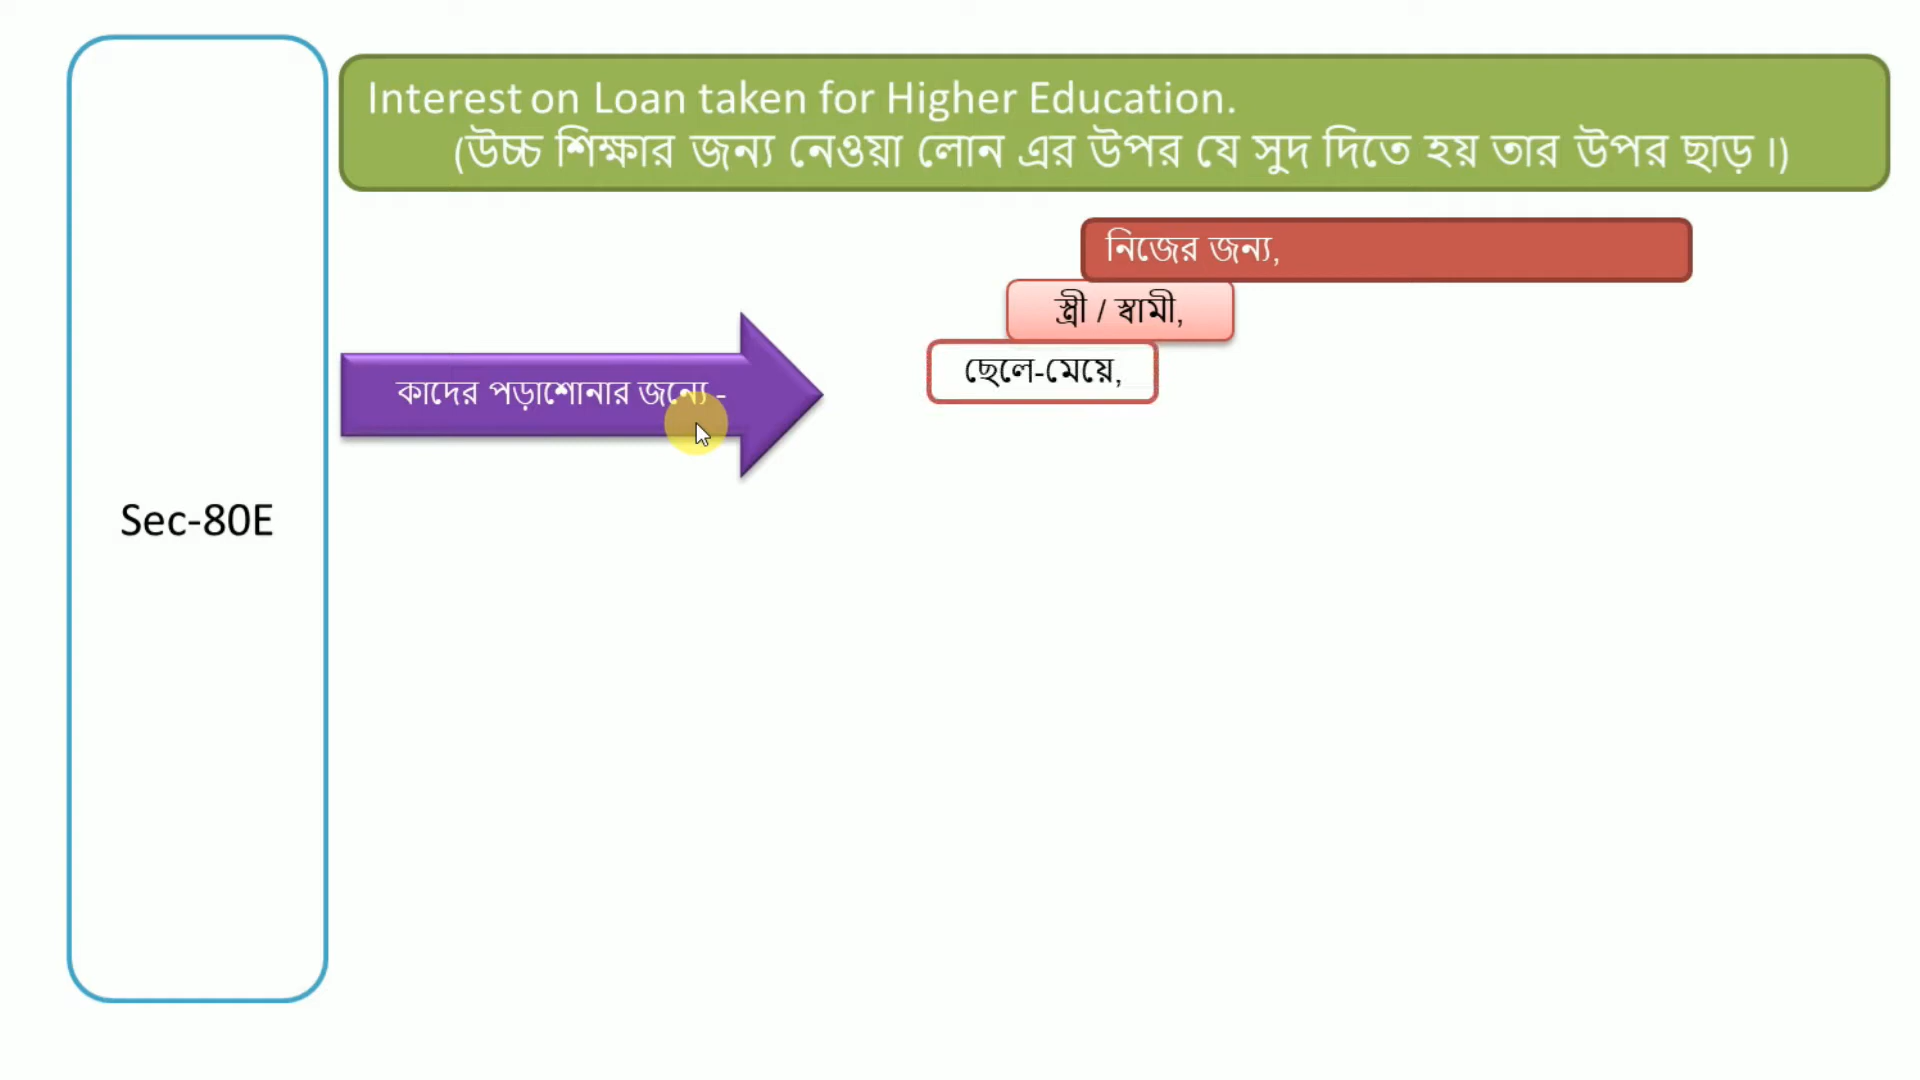 Interest on Loan taken for Higher Education.
(উচ্চ শিক্ষার জন্য নেওয়া লোন এর উপর যে সুদ দিতে হয় তার উপর ছাড় ।)
নিজের জন্য,
স্ত্রী / স্বামী,
ছেলে-মেয়ে,
কাদের পড়াশোনার জন্যে -
Sec-80E